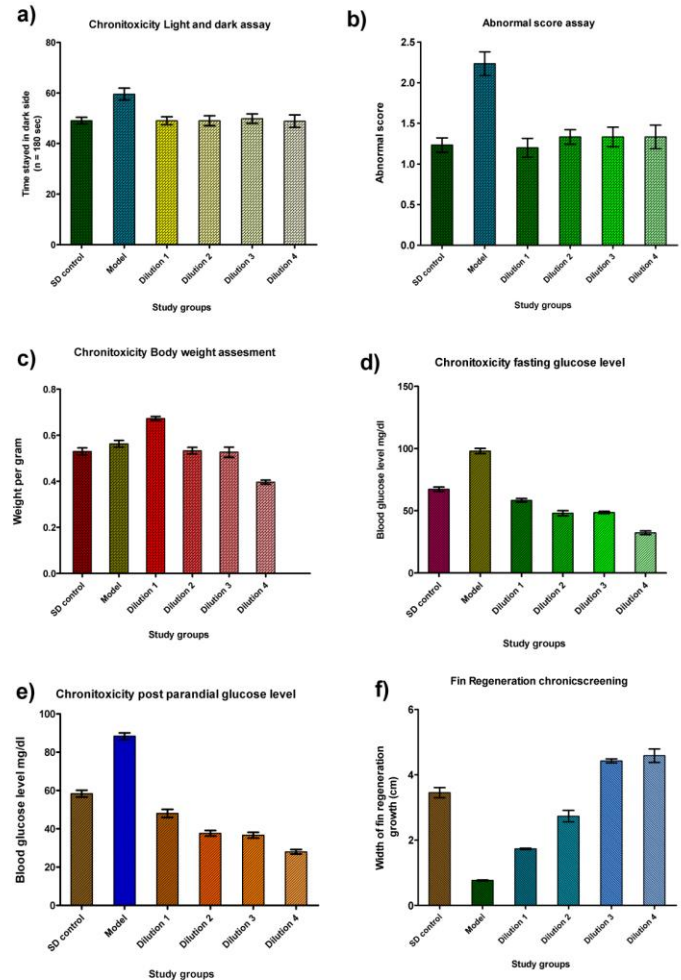 a)
Chronitoxicity Light and dark assay
Time stayed in dark side
(n = 180 sec)
80
60
40
20
0
SD control
Model
Dilution 1
Dilution 2
Dilution 3
Dilution 4
Study groups
b)
Abnormal score assay
Abnormal score
2.5
2.0
1.5
1.0
0.5
0.0
SD control
Model
Dilution 1
Dilution 2
Dilution 3
Dilution 4
Study groups
c)
Chronitoxicity Body weight assesment
Weight per gram
0.8
0.6
0.4
0.2
0.0
SD control
Model
Dilution 1
Dilution 2
Dilution 3
Dilution 4
Study groups
d)
Chronitoxicity fasting glucose level
Blood glucose level mg/dl
150
100
50
0
SD control
Model
Dilution 1
Dilution 2
Dilution 3
Dilution 4
Study groups
e)
Chronitoxicity post parandial glucose level
Blood glucose level mg/dl
100
80
60
40
20
0
SD control
Model
Dilution 1
Dilution 2
Dilution 3
Dilution 4
Study groups
f)
Fin Regeneration chronicscreening
Width of fin regeneration
growth (cm)
6
4
2
0
SD control
Model
Dilution 1
Dilution 2
Dilution 3
Dilution 4
Study groups